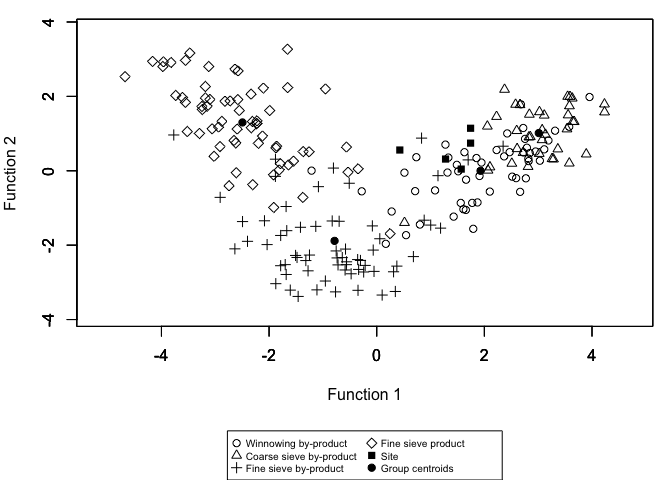 4
2
0
-2
-4
Function 2
-4 -2 0 2 4
Function 1
Winnowing by-product Fine sieve product
Coarse sieve by-product Site
Fine sieve by-product Group centroids